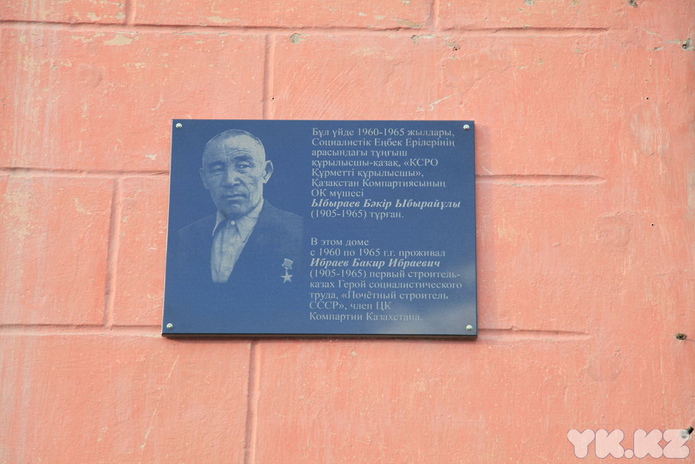 Бұл үйде 1960-1965 жыллары,
Социалистік Еңбек Ерілерінің
арасындағы тұңғыш
құрылысшы-қазақ, «КСРО
Құрметті құрылысшы»,
Қазақстан Компартиясының
ОК мүшесі
Ыбыраев Бәкір Ыбырайұлы
(1905-1965) тұрған.
В этом доме
с 1960 по 1965 г.г. проживал
Ибраев Бакир Ибраевич
(1905-1965) первый строитель-
казах Герой социалистического
труда, «Почётный строитель
СССР», член ЦК
Компартии Казахстана.
YK.KZ